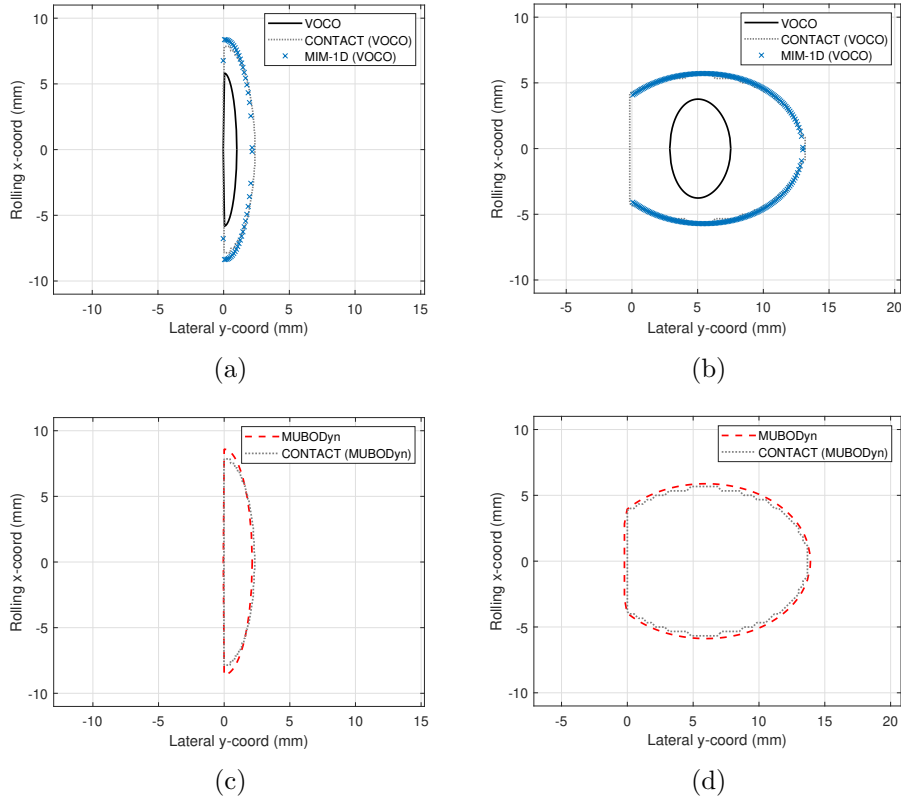 10
5
0
-5
-10
Rolling x-coord (mm)
VOCO
CONTACT (VOCO)
MIM-1D (VOCO)
-10 -5 0 5 10 15
Lateral y-coord (mm)
(a)
10
5
0
-5
-10
Rolling x-coord (mm)
VOCO
CONTACT (VOCO)
MIM-1D (VOCO)
-5 0 5 10 15 20
Lateral y-coord (mm)
(b)
10
5
0
-5
-10
Rolling x-coord (mm)
MUBODyn
CONTACT (MUBODyn)
-10 -5 0 5 10 15
Lateral y-coord (mm)
(c)
10
5
0
-5
-10
Rolling x-coord (mm)
MUBODyn
CONTACT (MUBODyn)
-5 0 5 10 15 20
Lateral y-coord (mm)
(d)